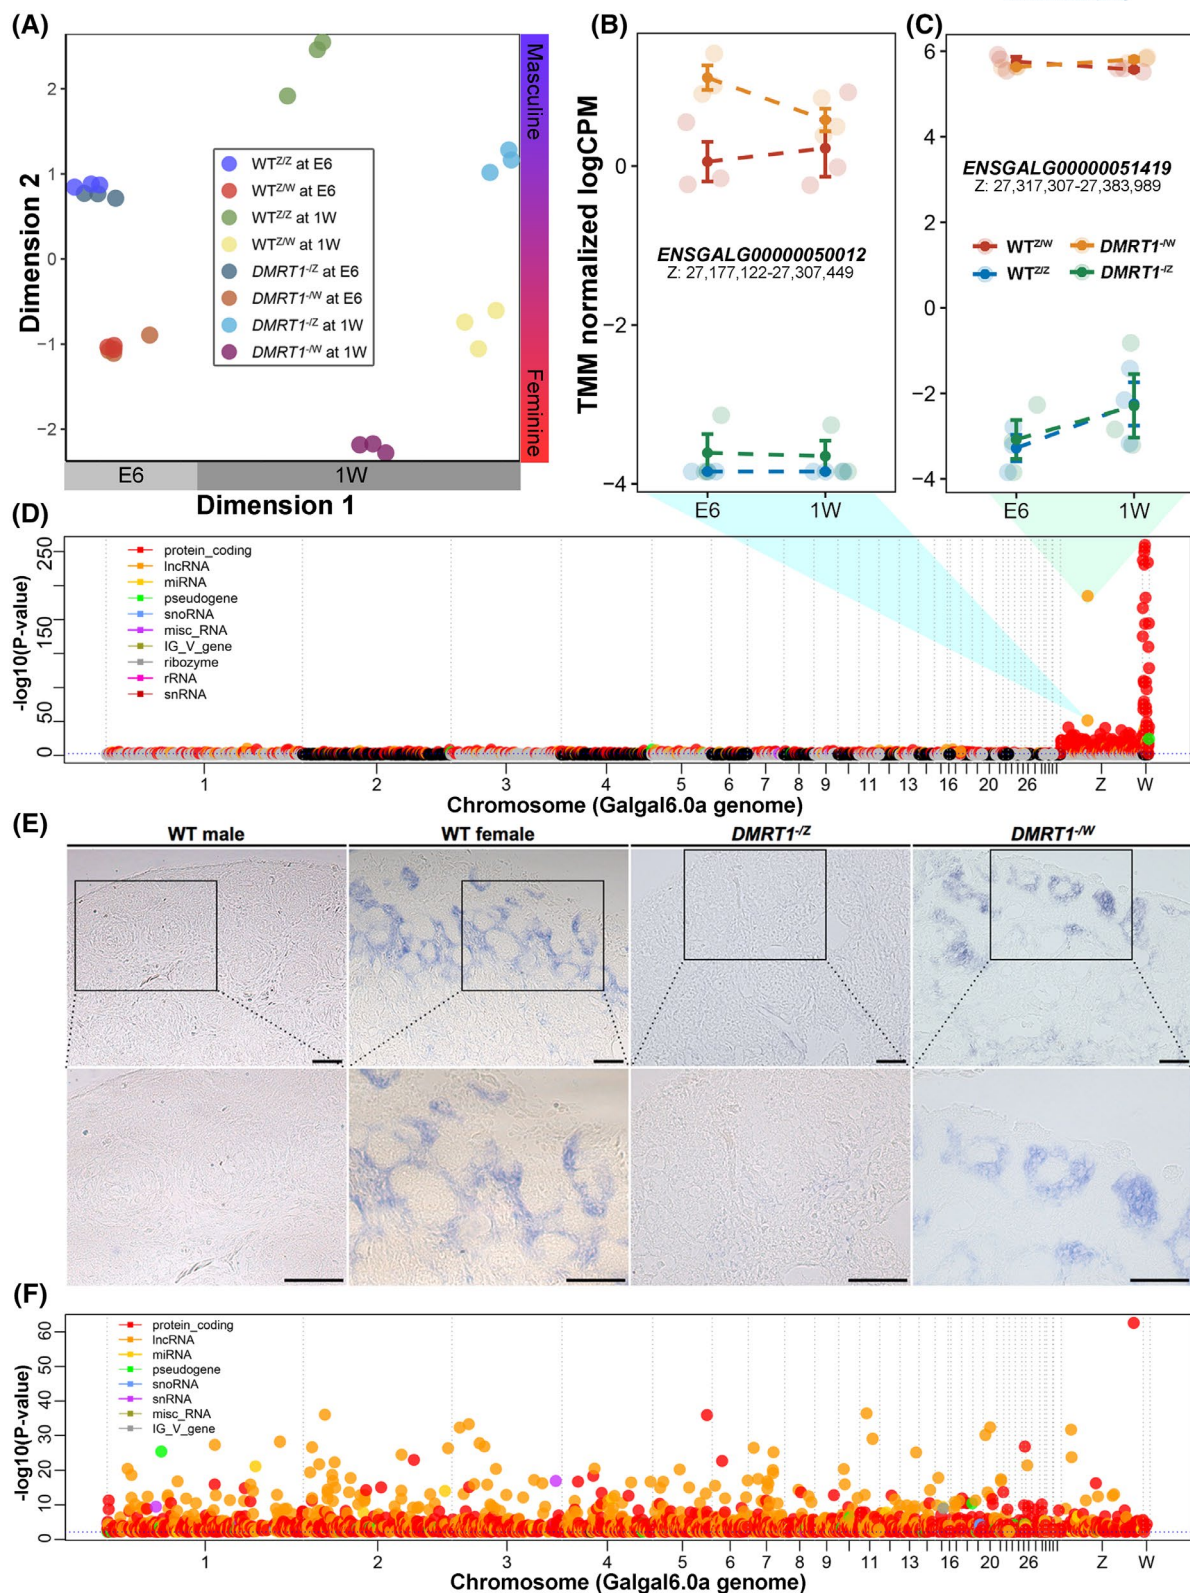 (A)
Dimension 2
2
1
0
−1
−2
WT^Z/Z at E6
WT^Z/W at E6
WT^Z/Z at 1W
WT^Z/W at 1W
DMRT1^-/Z at E6
DMRT1^-/W at E6
DMRT1^-/Z at 1W
DMRT1^-/W at 1W
Masculine
Feminine
E6 1W
Dimension 1
(B)
TMM normalized logCPM
0
−2
−4
ENSGALG00000050012
Z: 27,177,122-27,307,449
E6 1W
(C)
6
4
2
0
−2
−4
ENSGALG00000051419
Z: 27,317,307-27,383,989
WT^Z/W DMRT1^-/W
WT^Z/Z DMRT1^-/Z
E6 1W
(D)
-log10(P-value)
250
150
50
0
protein_coding
lncRNA
miRNA
pseudogene
snoRNA
misc_RNA
IG_V_gene
ribozyme
rRNA
snRNA
1 2 3 4 5 6 7 8 9 11 13 16 20 26 Z W
Chromosome (Galgal6.0a genome)
(E)
WT male WT female DMRT1^-/Z DMRT1^-/W
(F)
-log10(P-value)
60
50
40
30
20
10
0
protein_coding
lncRNA
miRNA
pseudogene
snoRNA
snRNA
misc_RNA
IG_V_gene
1 2 3 4 5 6 7 8 9 11 13 16 20 26 Z W
Chromosome (Galgal6.0a genome)